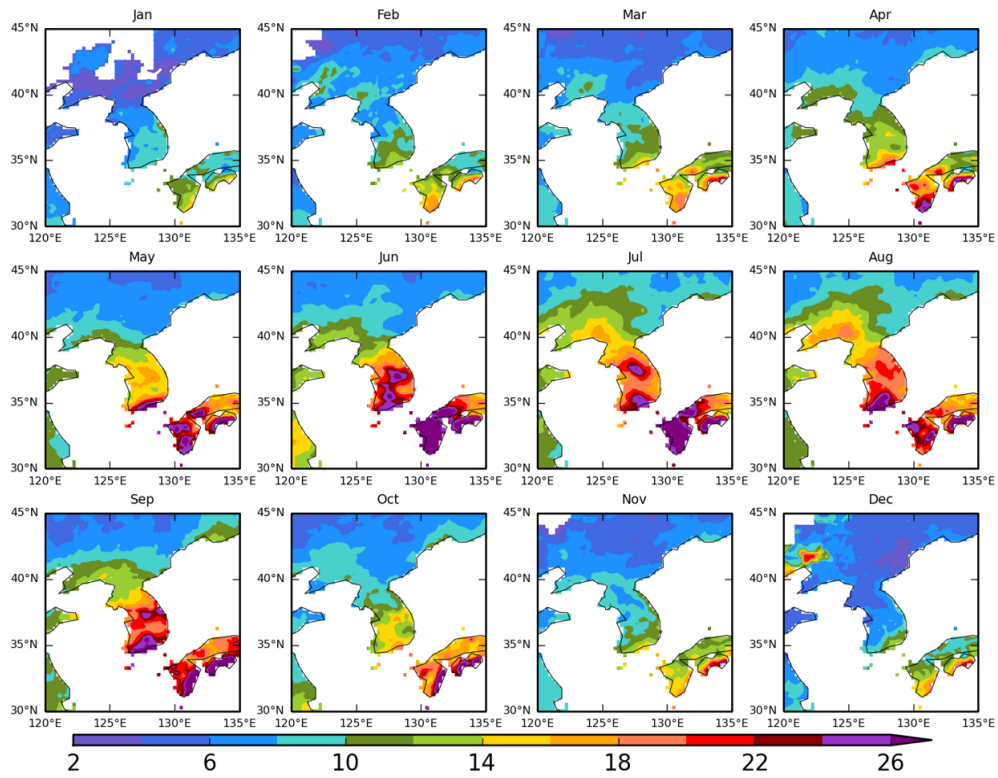 Jan Feb Mar Apr
45°N 45°N 45°N 45°N
40°N 40°N 40°N 40°N
35°N 35°N 35°N 35°N
30°N 30°N 30°N 30°N
120°E 125°E 130°E 135°E 120°E 125°E 130°E 135°E 120°E 125°E 130°E 135°E 120°E 125°E 130°E 135°E
May Jun Jul Aug
45°N 45°N 45°N 45°N
40°N 40°N 40°N 40°N
35°N 35°N 35°N 35°N
30°N 30°N 30°N 30°N
120°E 125°E 130°E 135°E 120°E 125°E 130°E 135°E 120°E 125°E 130°E 135°E 120°E 125°E 130°E 135°E
Sep Oct Nov Dec
45°N 45°N 45°N 45°N
40°N 40°N 40°N 40°N
35°N 35°N 35°N 35°N
30°N 30°N 30°N 30°N
120°E 125°E 130°E 135°E 120°E 125°E 130°E 135°E 120°E 125°E 130°E 135°E 120°E 125°E 130°E 135°E
2 6 10 14 18 22 26